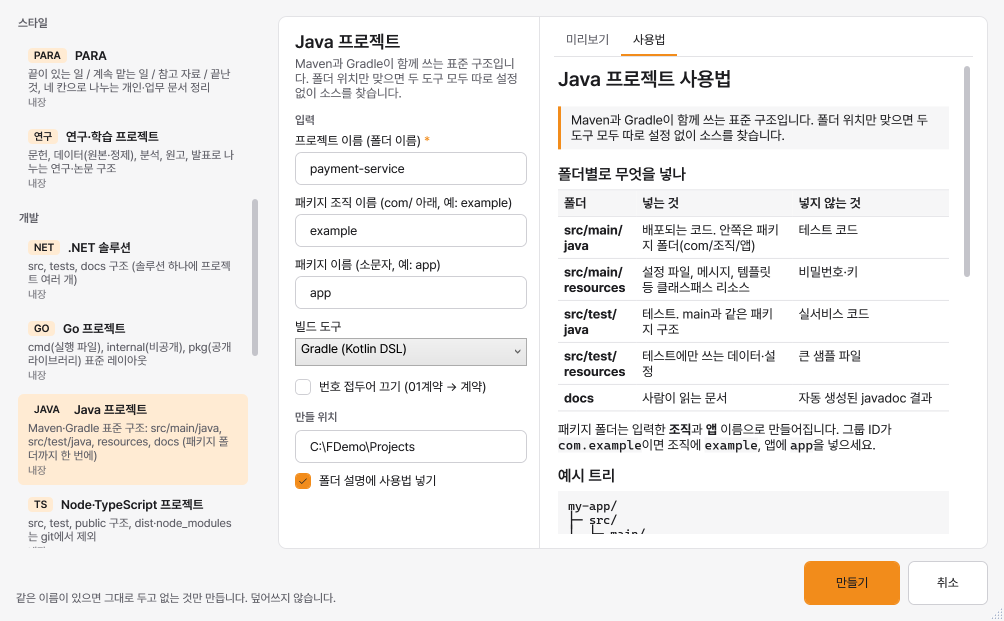 스타일
PARA PARA
끝이 있는 일 / 계속 맡는 일 / 참고 자료 / 끝난
것, 네 칸으로 나누는 개인·업무 문서 정리
내장
연구 연구·학습 프로젝트
문헌, 데이터(원본·정제), 분석, 원고, 발표로 나
누는 연구·논문 구조
내장
개발
NET .NET 솔루션
src, tests, docs 구조 (솔루션 하나에 프로젝
트 여러 개)
내장
GO Go 프로젝트
cmd(실행 파일), internal(비공개), pkg(공개
라이브러리) 표준 레이아웃
내장
JAVA Java 프로젝트
Maven·Gradle 표준 구조: src/main/java,
src/test/java, resources, docs (패키지 폴
더까지 한 번에)
내장
TS Node·TypeScript 프로젝트
src, test, public 구조, dist·node_modules
는 git에서 제외
Java 프로젝트
Maven과 Gradle이 함께 쓰는 표준 구조입니
다. 폴더 위치만 맞으면 두 도구 모두 따로 설정
없이 소스를 찾습니다.
입력
프로젝트 이름 (폴더 이름) *
payment-service
패키지 조직 이름 (com/ 아래, 예: example)
example
패키지 이름 (소문자, 예: app)
app
빌드 도구
Gradle (Kotlin DSL)
번호 접두어 끄기 (01계약 → 계약)
만들 위치
C:\FDemo\Projects
폴더 설명에 사용법 넣기
미리보기 사용법
Java 프로젝트 사용법
Maven과 Gradle이 함께 쓰는 표준 구조입니다. 폴더 위치만 맞으면 두
도구 모두 따로 설정 없이 소스를 찾습니다.
폴더별로 무엇을 넣나
폴더 넣는 것 넣지 않는 것
src/main/java 배포되는 코드. 안쪽은 패키지 폴더(com/조직/앱) 테스트 코드
src/main/resources 설정 파일, 메시지, 템플릿 등 클래스패스 리소스 비밀번호·키
src/test/java 테스트. main과 같은 패키지 구조 실서비스 코드
src/test/resources 테스트에만 쓰는 데이터·설정 큰 샘플 파일
docs 사람이 읽는 문서 자동 생성된 javadoc 결과
패키지 폴더는 입력한 조직과 앱 이름으로 만들어집니다. 그룹 ID가
com.example이면 조직에 example, 앱에 app을 넣으세요.
예시 트리
my-app/
├─ src/
│ └─ main/
만들기 취소
같은 이름이 있으면 그대로 두고 없는 것만 만듭니다. 덮어쓰지 않습니다.